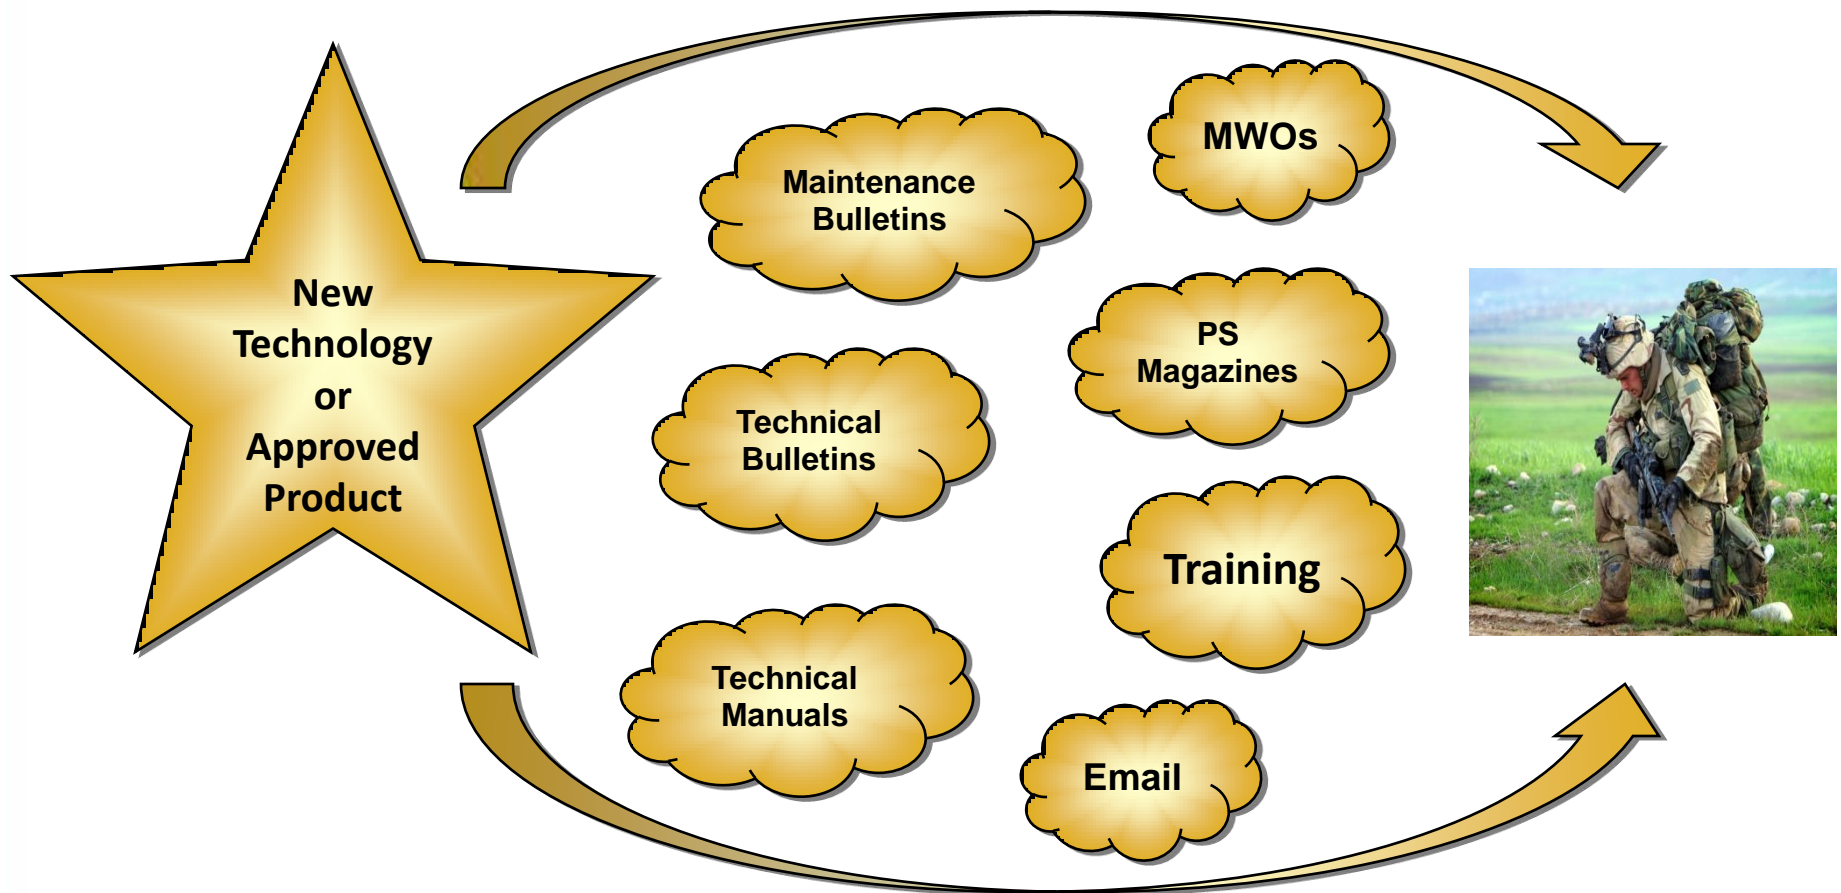 New
Technology
or
Approved
Product
Maintenance
Bulletins
MWOs
PS
Magazines
Technical
Bulletins
Training
Technical
Manuals
Email